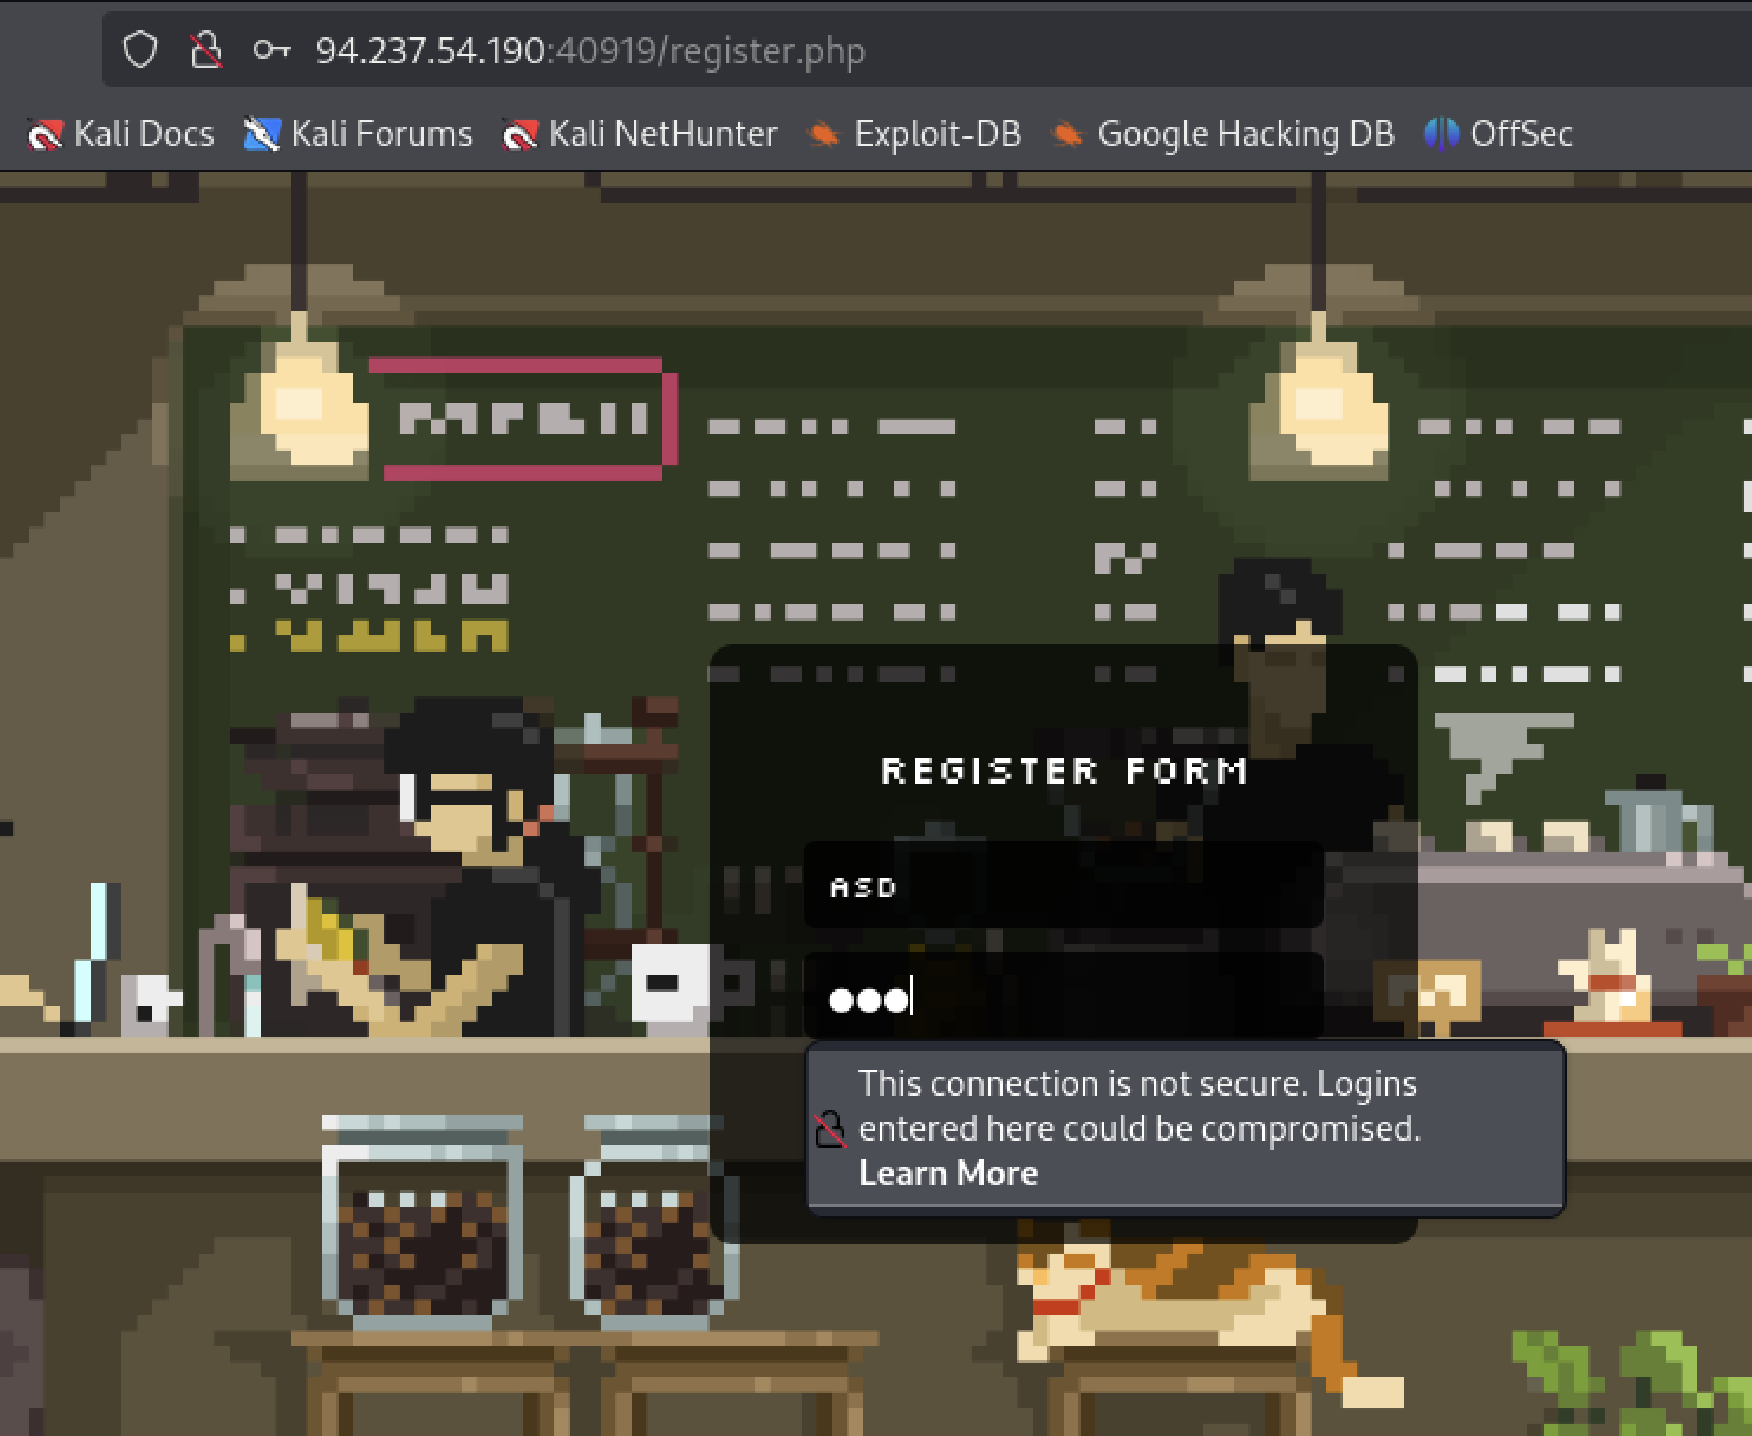 94.237.54.190:40919/register.php
Kali Docs Kali Forums Kali NetHunter Exploit-DB Google Hacking DB OffSec
REGISTER FORM
ASD
This connection is not secure. Logins
entered here could be compromised.
Learn More